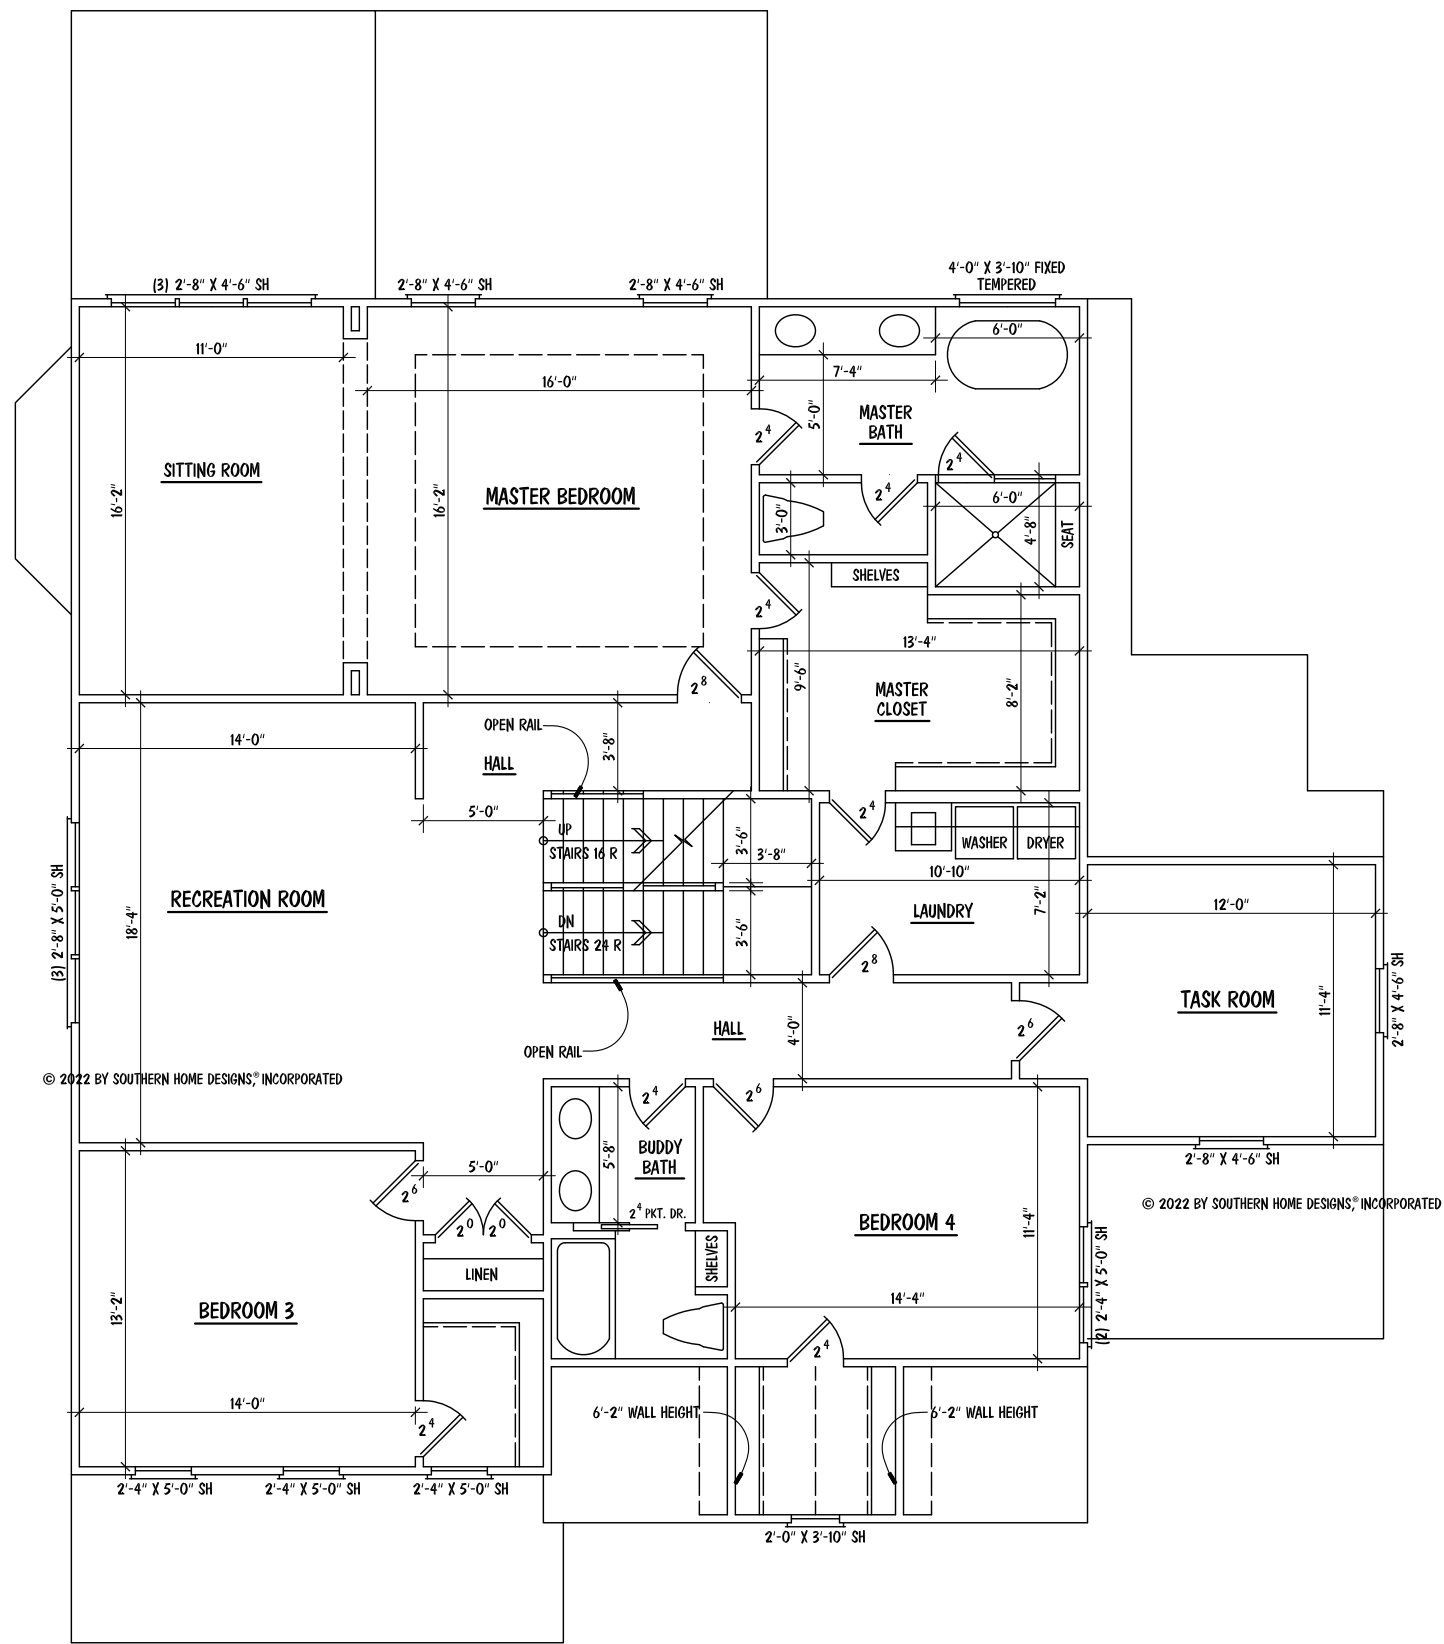 4'-0" X 3'-10" FIXED
TEMPERED
(3) 2'-8" X 4'-6" SH
2'-8" X 4'-6" SH
2'-8" X 4'-6" SH
6'-0"
11'-0"
7'-4"
16'-0"
5'-0"
MASTER
BATH
2 4
2 4
SITTING ROOM
16'-2"
16'-2"
MASTER BEDROOM
2 4
6'-0"
3'-0"
4'-8"
SEAT
SHELVES
2 4
13'-4"
9'-6"
8'-2"
2 8
MASTER
CLOSET
OPEN RAIL
14'-0"
3'-8"
HALL
5'-0"
2 4
UP
STAIRS 16 R
3'-6"
3'-8"
WASHER
DRYER
10'-10"
7'-2"
(3) 2'-8" X 5'-0" SH
RECREATION ROOM
18'-4"
LAUNDRY
12'-0"
DN
STAIRS 24 R
3'-6"
2 8
TASK ROOM
11'-4"
2'-8" X 4'-6" SH
HALL
4'-0"
2 6
OPEN RAIL
© 2022 BY SOUTHERN HOME DESIGNS,® INCORPORATED
2 4
2 6
BUDDY
BATH
5'-8"
5'-0"
2'-8" X 4'-6" SH
2 6
© 2022 BY SOUTHERN HOME DESIGNS,® INCORPORATED
2 4 PKT. DR.
2 0
2 0
BEDROOM 4
11'-4"
SHELVES
(2) 2'-4" X 5'-0" SH
LINEN
BEDROOM 3
13'-2"
14'-4"
2 4
14'-0"
2 4
6'-2" WALL HEIGHT
6'-2" WALL HEIGHT
2'-4" X 5'-0" SH
2'-4" X 5'-0" SH
2'-4" X 5'-0" SH
2'-0" X 3'-10" SH